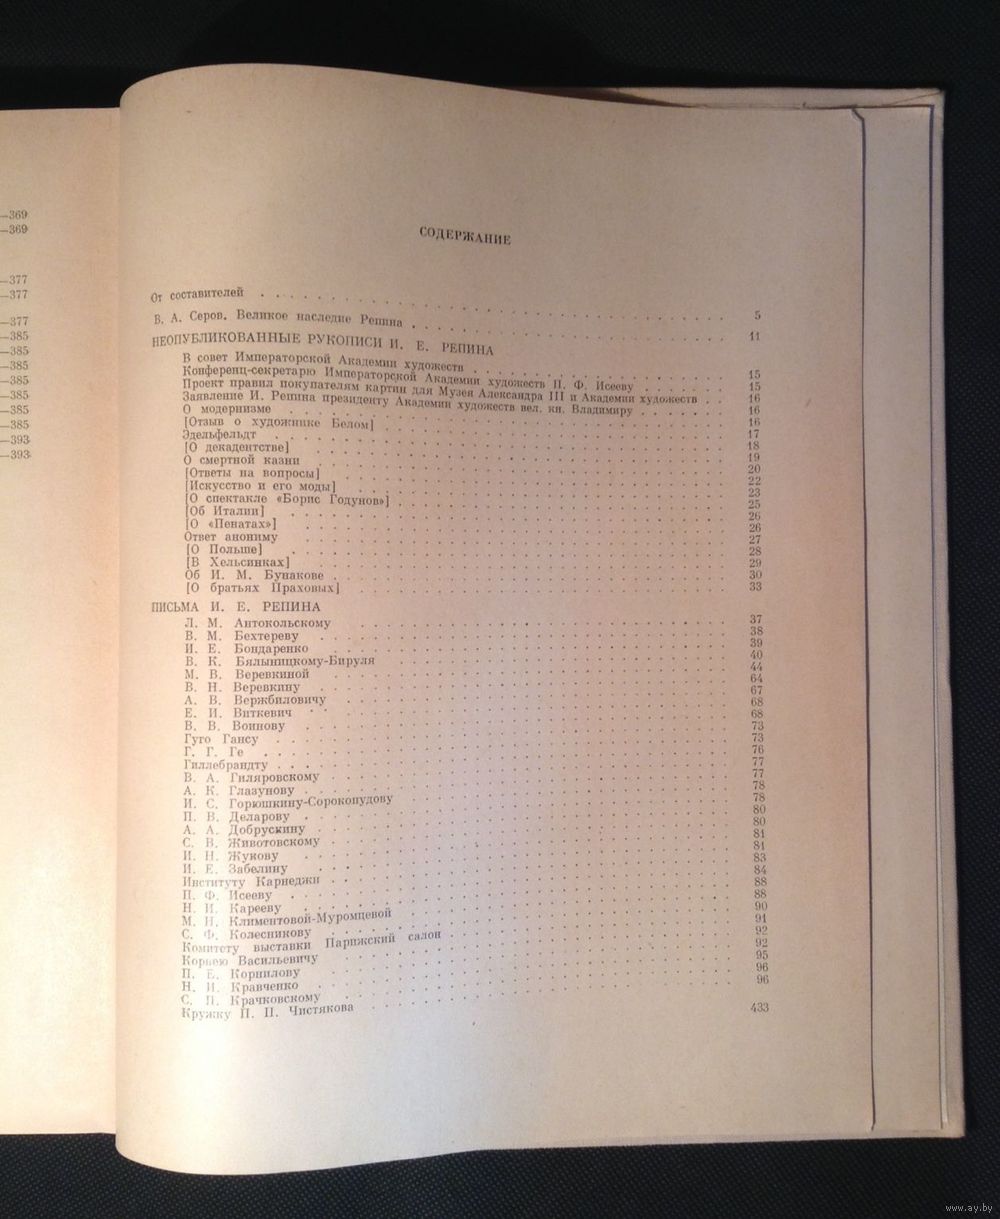 —369
—369
—377
—377
—377
—385
—385
—385
—385
—385
—385
—385
—393
—393
СОДЕРЖАНИЕ
От составителей 5
В. А. Серов. Великое наследие Репина 11
НЕОПУБЛИКОВАННЫЕ РУКОПИСИ И. Е. РЕПИНА
В совет Императорской Академии художеств 15
Конференц-секретарю Императорской Академии художеств П. Ф. Исееву 15
Проект правил покупателям картин для Музея Александра III и Академии художеств 16
Заявление И. Репина президенту Академии художеств вел. кн. Владимиру 16
О модернизме 16
[Отзыв о художнике Белом] 17
Эдельфельдт 18
[О декадентстве] 19
О смертной казни 20
[Ответы на вопросы] 22
[Искусство и его моды] 23
[О спектакле «Борис Годунов»] 25
[Об Италии] 26
[О «Пенатах»] 26
Ответ анониму 27
[О Польше] 28
[В Хельсинках] 29
Об И. М. Бунакове 30
[О братьях Праховых] 33
ПИСЬМА И. Е. РЕПИНА
Л. М. Антокольскому 37
В. М. Бехтереву 38
И. Е. Бондаренко 39
В. К. Бялыницкому-Бируля 40
М. В. Веревкиной 44
В. Н. Веревкину 64
А. В. Вержбиловичу 67
Е. И. Виткевич 68
В. В. Воинову 68
Гуго Гансу 73
Г. Г. Ге 73
Гиллебрандту 76
В. А. Гиляровскому 77
А. К. Глазунову 77
И. С. Горюшкину-Сорокопудову 78
П. В. Деларову 78
А. А. Добрускину 80
С. В. Животовскому 80
И. Н. Жукову 81
И. Е. Забелину 81
Институту Карнеджи 83
П. Ф. Исееву 84
Н. И. Карееву 88
М. Н. Климентовой-Муромцевой 88
С. Ф. Колесникову 90
Комитету выставки Парижский салон 91
Корнею Васильевичу 92
П. Е. Корнилову 92
Н. И. Кравченко 95
С. П. Крачковскому 96
Кружку П. П. Чистякова 96
433
www.ay.by